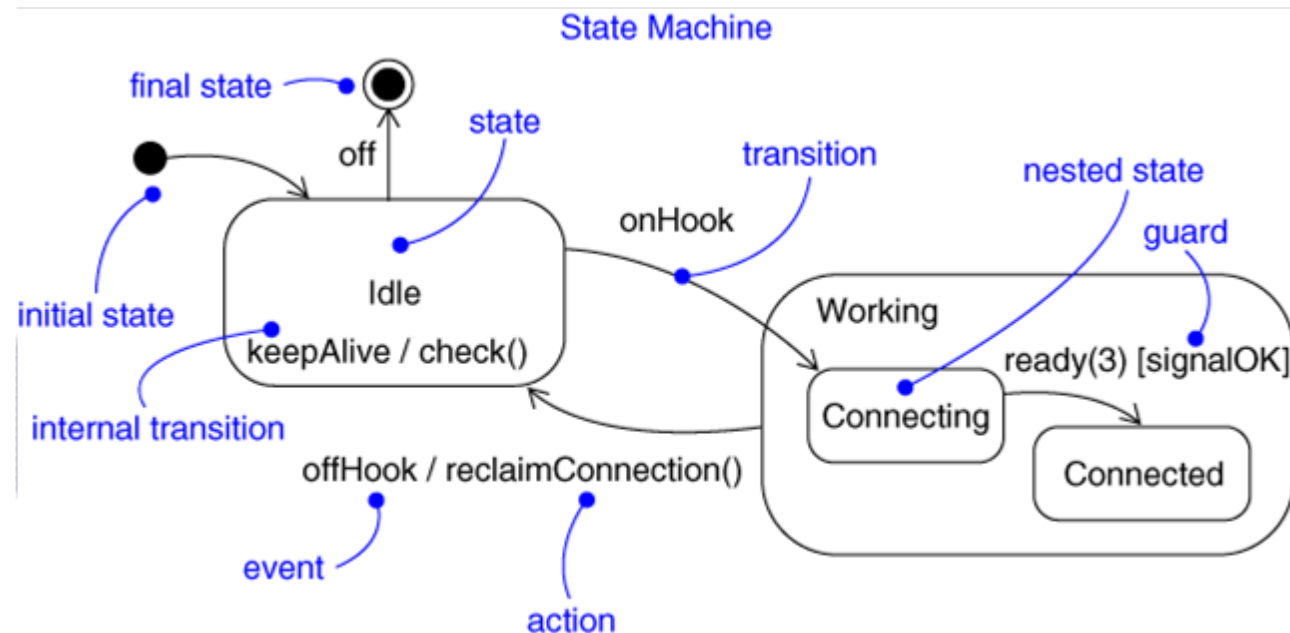 State Machine
final state
state
off
transition
nested state
onHook
guard
Idle
initial state
Working
keepAlive / check()
ready(3) [signalOK]
Connecting
internal transition
offHook / reclaimConnection()
Connected
event
action